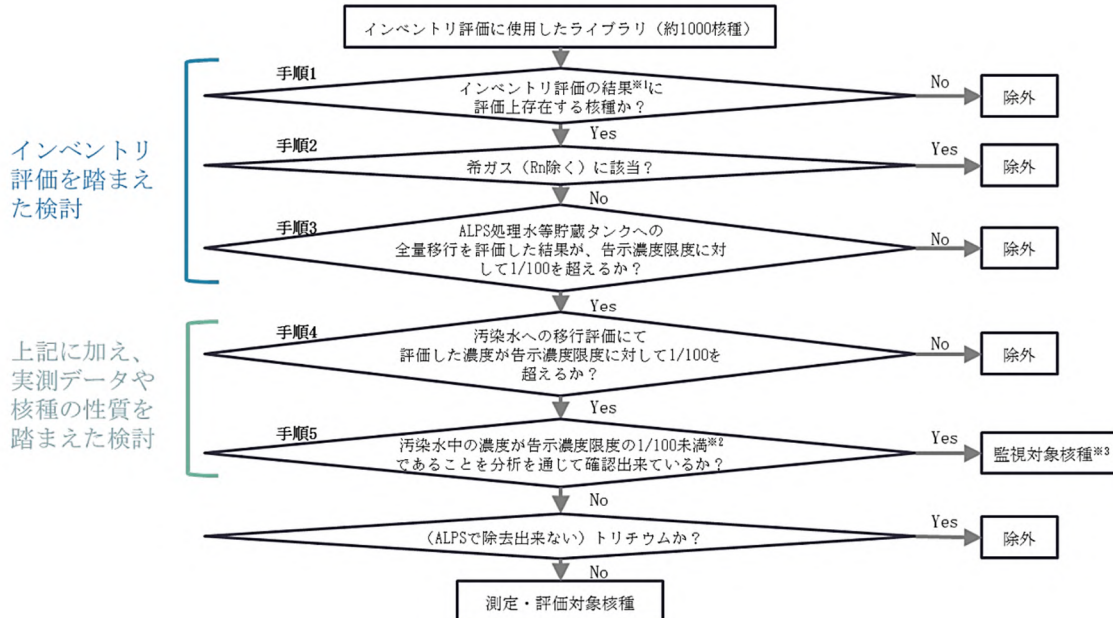 インベントリ評価に使用したライブラリ（約1000核種）
手順1
インベントリ評価の結果※1に
評価上存在する核種か？
No
除外
Yes
手順2
希ガス（Rn除く）に該当？
Yes
除外
No
インベントリ
評価を踏まえ
た検討
手順3
ALPS処理水等貯蔵タンクへの
全量移行を評価した結果が、告示濃度限度に対
して1/100を超えるか？
No
除外
Yes
手順4
汚染水への移行評価にて
評価した濃度が告示濃度限度に対して1/100を
超えるか？
No
除外
Yes
上記に加え、
実測データや
核種の性質を
踏まえた検討
手順5
汚染水中の濃度が告示濃度限度の1/100未満※2
であることを分析を通じて確認出来ているか？
Yes
監視対象核種※3
No
（ALPSで除去出来ない）トリチウムか？
Yes
除外
No
測定・評価対象核種